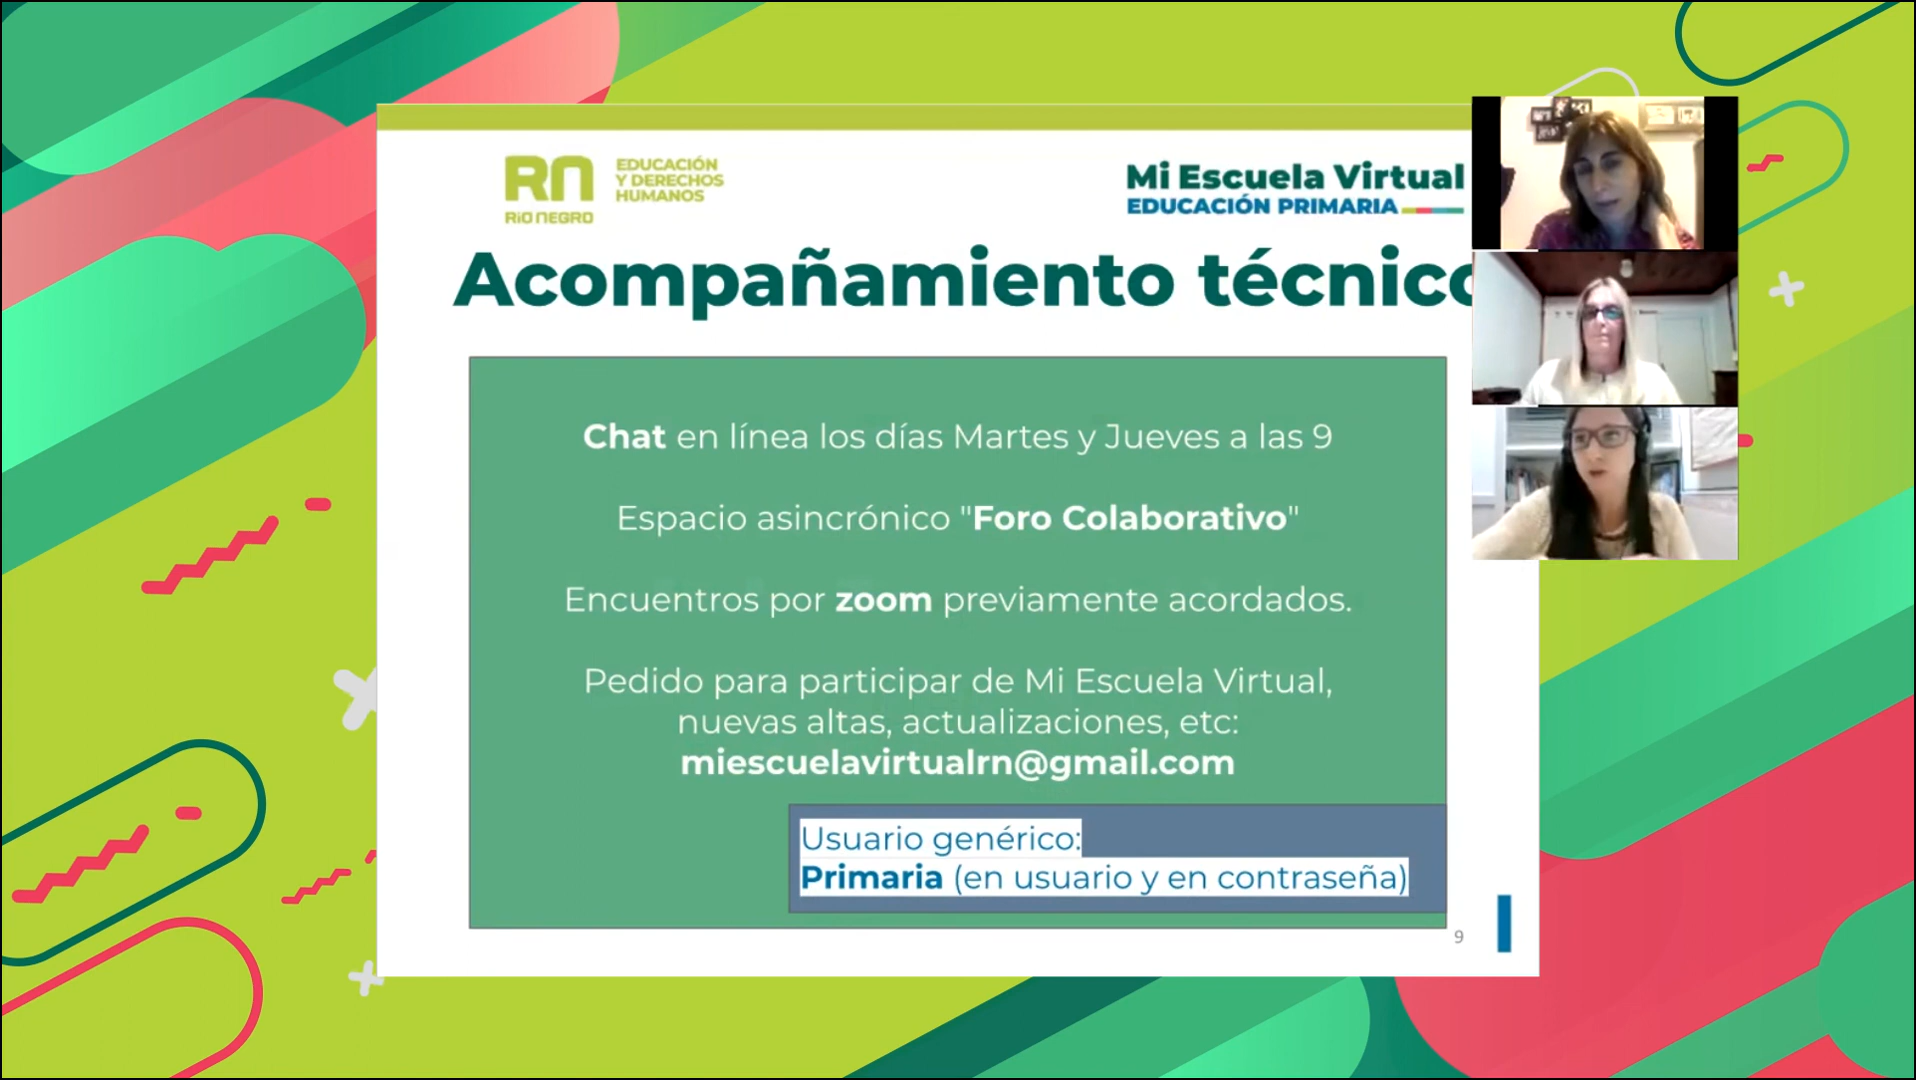 RN
RÍO NEGRO
EDUCACIÓN
Y DERECHOS
HUMANOS
Mi Escuela Virtual
EDUCACIÓN PRIMARIA
Acompañamiento técnico
Chat en línea los días Martes y Jueves a las 9
Espacio asincrónico "Foro Colaborativo"
Encuentros por zoom previamente acordados.
Pedido para participar de Mi Escuela Virtual,
nuevas altas, actualizaciones, etc:
miescuelavirtualrn@gmail.com
Usuario genérico:
Primaria (en usuario y en contraseña)
9